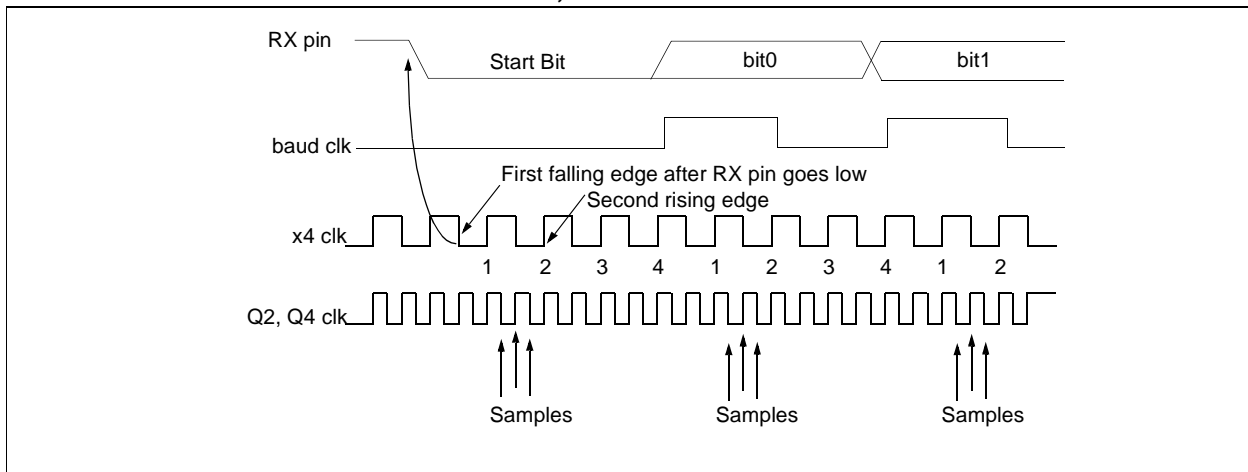 RX pin
Start Bit
bit0
bit1
baud clk
First falling edge after RX pin goes low
Second rising edge
x4 clk
1 2 3 4 1 2 3 4 1 2
Q2, Q4 clk
Samples Samples Samples